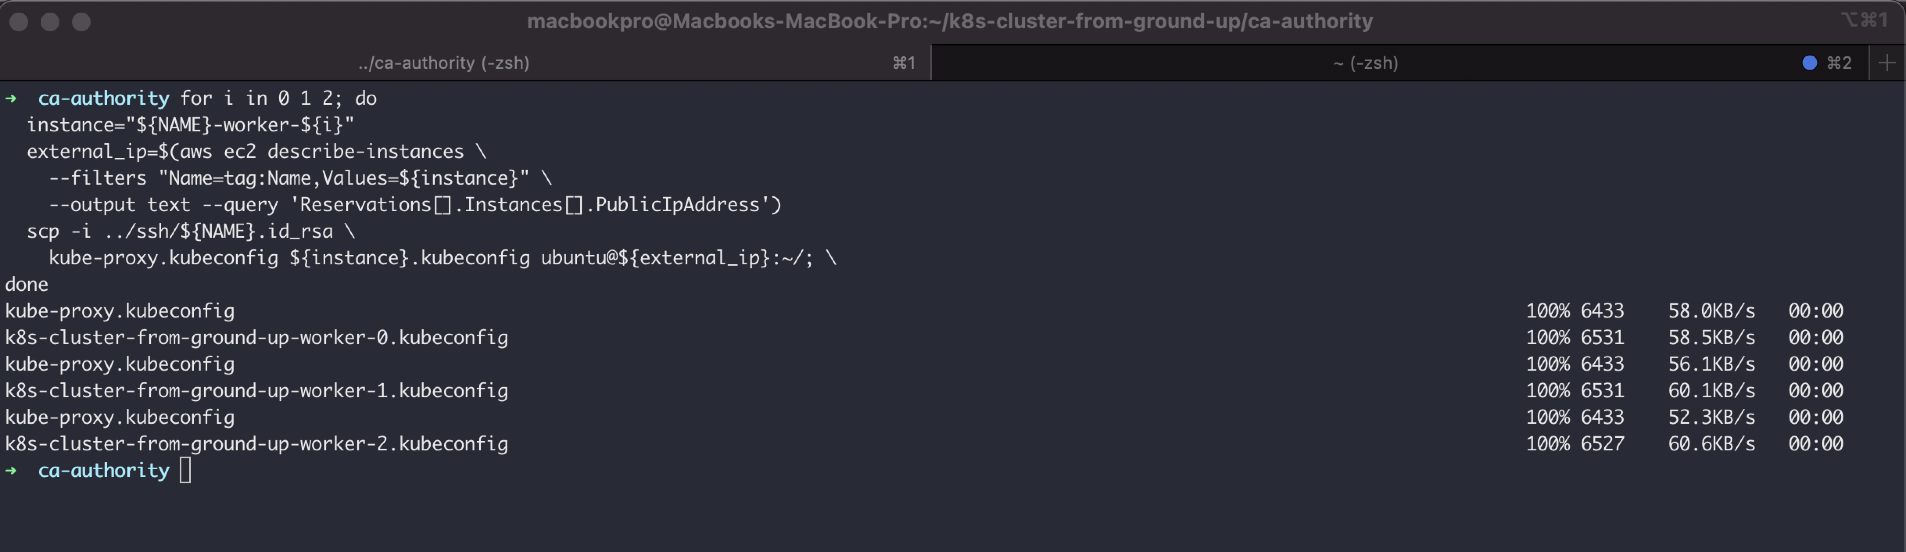 macbookpro@Macbooks-MacBook-Pro:~/k8s-cluster-from-ground-up/ca-authority ⌥⌘1
../ca-authority (-zsh) ⌘1 ~ (-zsh) ⌘2 +
➜  ca-authority for i in 0 1 2; do
  instance="${NAME}-worker-${i}"
  external_ip=$(aws ec2 describe-instances \
    --filters "Name=tag:Name,Values=${instance}" \
    --output text --query 'Reservations[].Instances[].PublicIpAddress')
  scp -i ../ssh/${NAME}.id_rsa \
    kube-proxy.kubeconfig ${instance}.kubeconfig ubuntu@${external_ip}:~/; \
done
kube-proxy.kubeconfig 100% 6433 58.0KB/s 00:00
k8s-cluster-from-ground-up-worker-0.kubeconfig 100% 6531 58.5KB/s 00:00
kube-proxy.kubeconfig 100% 6433 56.1KB/s 00:00
k8s-cluster-from-ground-up-worker-1.kubeconfig 100% 6531 60.1KB/s 00:00
kube-proxy.kubeconfig 100% 6433 52.3KB/s 00:00
k8s-cluster-from-ground-up-worker-2.kubeconfig 100% 6527 60.6KB/s 00:00
➜  ca-authority